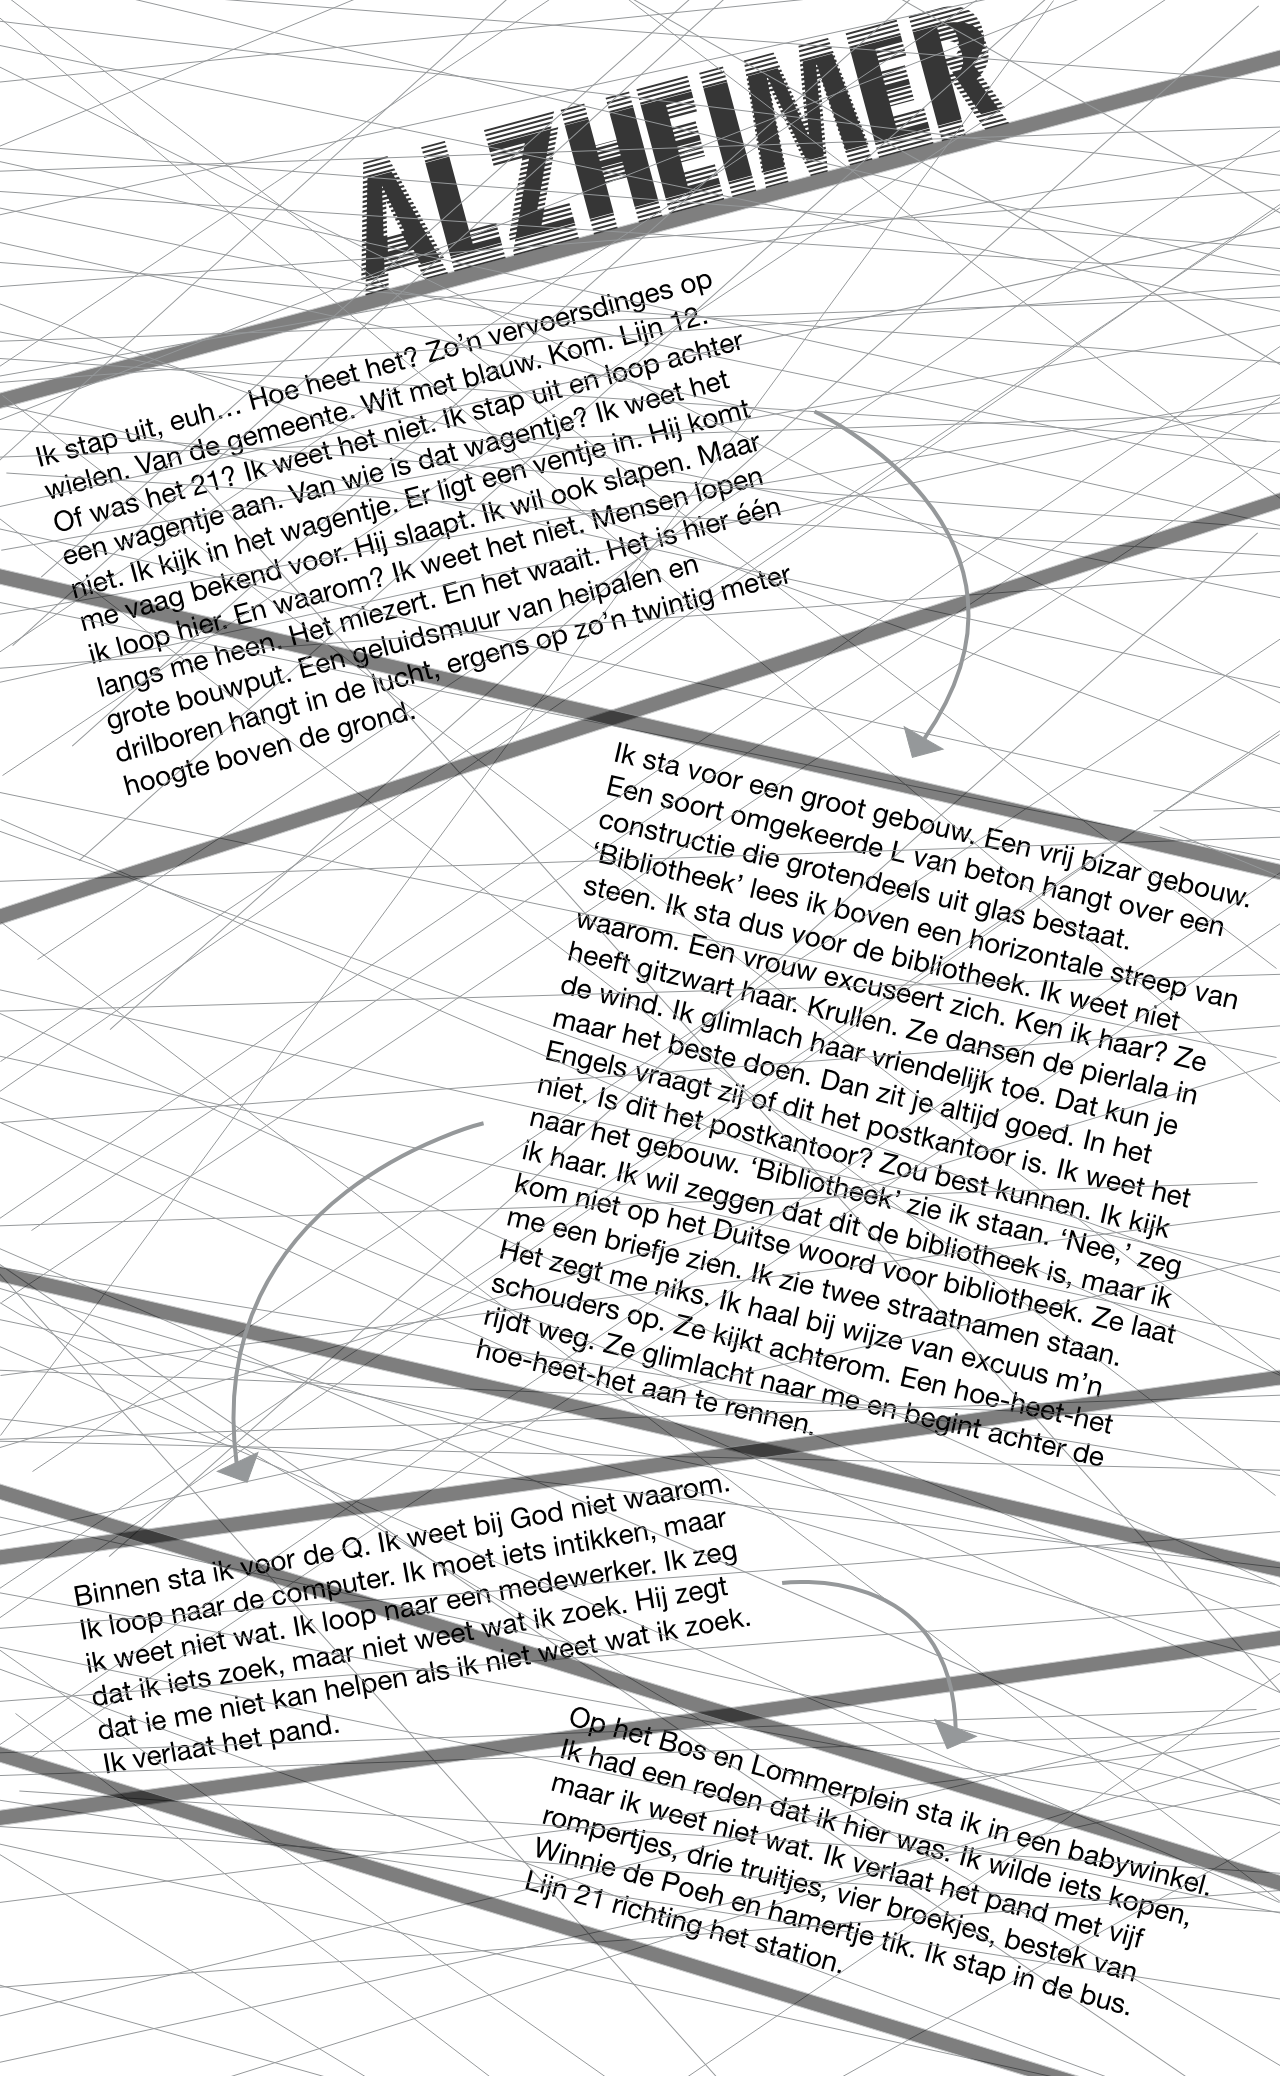 ALZHEIMER
Ik stap uit, euh… Hoe heet het? Zo’n vervoersdinges op
wielen. Van de gemeente. Wit met blauw. Kom. Lijn 12.
Of was het 21? Ik weet het niet. Ik stap uit en loop achter
een wagentje aan. Van wie is dat wagentje? Ik weet het
niet. Ik kijk in het wagentje. Er ligt een ventje in. Hij komt
me vaag bekend voor. Hij slaapt. Ik wil ook slapen. Maar
ik loop hier. En waarom? Ik weet het niet. Mensen lopen
langs me heen. Het miezert. En het waait. Het is hier één
grote bouwput. Een geluidsmuur van heipalen en
drilboren hangt in de lucht, ergens op zo’n twintig meter
hoogte boven de grond.
Ik sta voor een groot gebouw. Een vrij bizar gebouw.
Een soort omgekeerde L van beton hangt over een
constructie die grotendeels uit glas bestaat.
‘Bibliotheek’ lees ik boven een horizontale streep van
steen. Ik sta dus voor de bibliotheek. Ik weet niet
waarom. Een vrouw excuseert zich. Ken ik haar? Ze
heeft gitzwart haar. Krullen. Ze dansen de pierlala in
de wind. Ik glimlach haar vriendelijk toe. Dat kun je
maar het beste doen. Dan zit je altijd goed. In het
Engels vraagt zij of dit het postkantoor is. Ik weet het
niet. Is dit het postkantoor? Zou best kunnen. Ik kijk
naar het gebouw. ‘Bibliotheek’ zie ik staan. ‘Nee,’ zeg
ik haar. Ik wil zeggen dat dit de bibliotheek is, maar ik
kom niet op het Duitse woord voor bibliotheek. Ze laat
me een briefje zien. Ik zie twee straatnamen staan.
Het zegt me niks. Ik haal bij wijze van excuus m’n
schouders op. Ze kijkt achterom. Een hoe-heet-het
rijdt weg. Ze glimlacht naar me en begint achter de
hoe-heet-het aan te rennen.
Binnen sta ik voor de Q. Ik weet bij God niet waarom.
Ik loop naar de computer. Ik moet iets intikken, maar
ik weet niet wat. Ik loop naar een medewerker. Ik zeg
dat ik iets zoek, maar niet weet wat ik zoek. Hij zegt
dat ie me niet kan helpen als ik niet weet wat ik zoek.
Ik verlaat het pand.
Op het Bos en Lommerplein sta ik in een babywinkel.
Ik had een reden dat ik hier was. Ik wilde iets kopen,
maar ik weet niet wat. Ik verlaat het pand met vijf
rompertjes, drie truitjes, vier broekjes, bestek van
Winnie de Poeh en hamertje tik. Ik stap in de bus.
Lijn 21 richting het station.